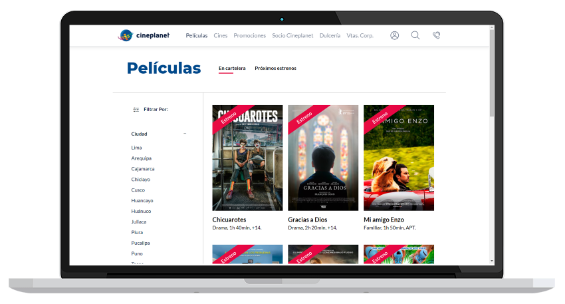 cineplanet
Películas Cines Promociones Socio Cineplanet Dulcería Vtas. Corp.
Películas
En cartelera Próximos estrenos
Filtrar Por:
Ciudad
Lima
Arequipa
Cajamarca
Chiclayo
Cusco
Huancayo
Huánuco
Juliaca
Piura
Pucallpa
Puno
Estreno
CHICUAROTES
Estreno
GRACIAS A DIOS
Estreno
MI AMIGO ENZO
Chicuarotes
Drama, 1h 40min, +14.
Gracias a Dios
Drama, 2h 20min, +14.
Mi amigo Enzo
Familiar, 1h 50min, APT.
Estreno
Estreno
Estreno